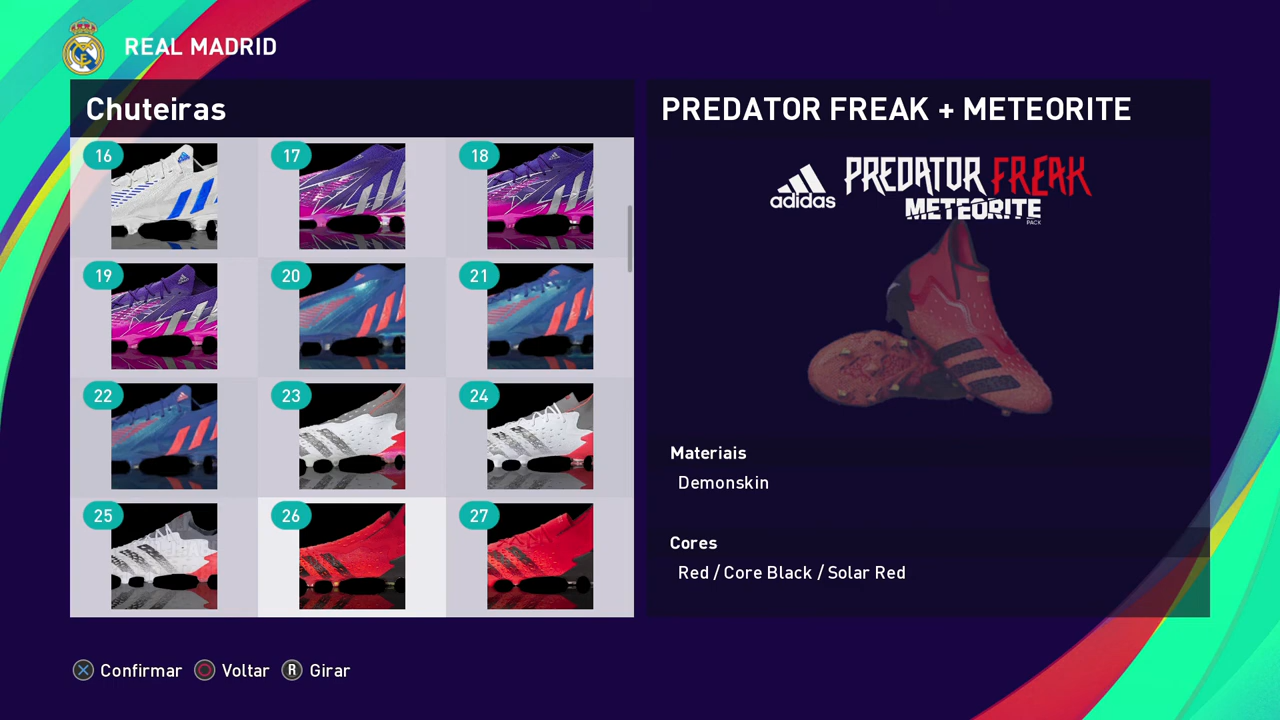 REAL MADRID
Chuteiras
16
17
18
19
20
21
22
23
24
25
26
27
PREDATOR FREAK + METEORITE
adidas
PREDATOR FREAK
METEORITE
PACK
Materiais
Demonskin
Cores
Red / Core Black / Solar Red
Confirmar
Voltar
R Girar